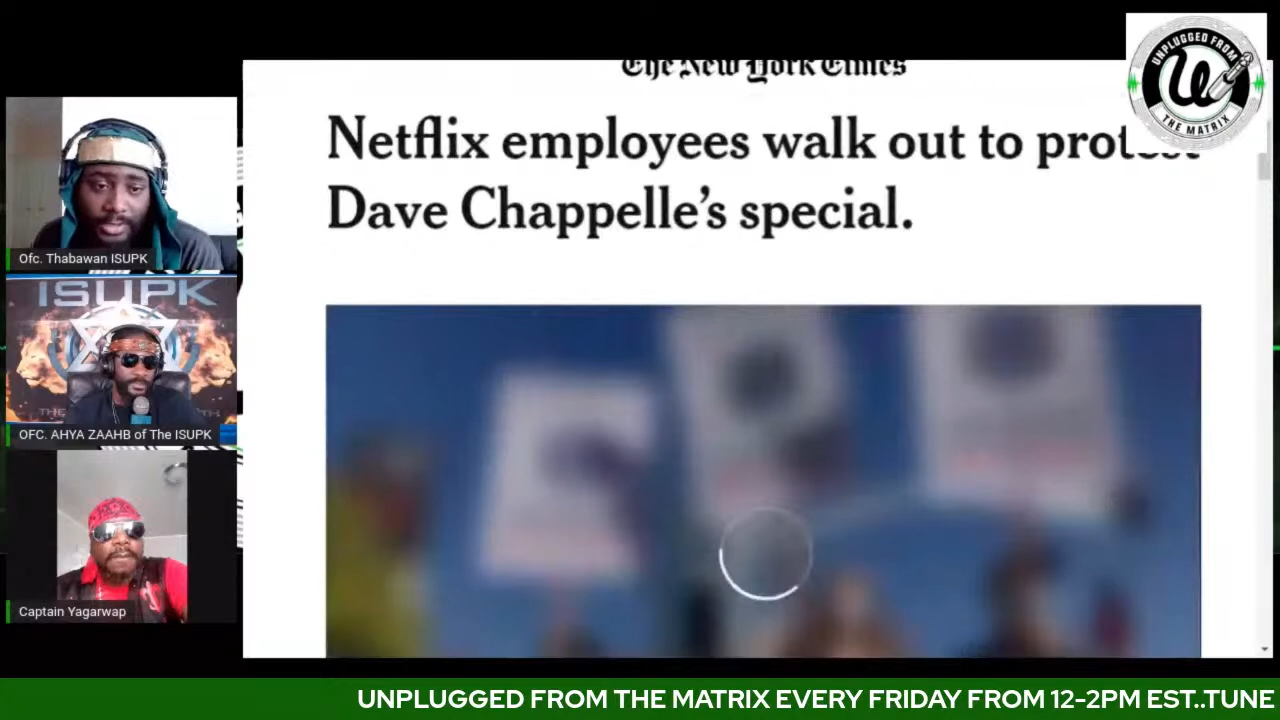 UNPLUGGED FROM
THE MATRIX
The New York Times
Netflix employees walk out to protest
Dave Chappelle’s special.
Ofc. Thabawan ISUPK
ISUPK
OFC. AHYA ZAAHB of The ISUPK
Captain Yagarwap
UNPLUGGED FROM THE MATRIX EVERY FRIDAY FROM 12-2PM EST..TUNE